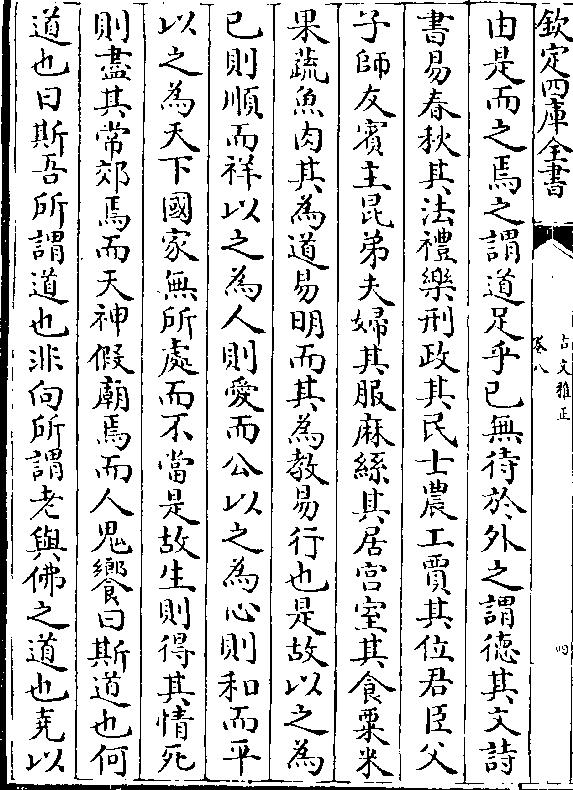 欽定四庫全書
古文雅正
卷八
四
由是而之焉之謂道足乎已無待於外之謂德其文詩
書易春秋其法禮樂刑政其民士農工賈其位君臣父
子師友賓主昆弟夫婦其服麻絲其居宫室其食粟米
果蔬魚肉其為道易明而其為教易行也是故以之為
已則順而祥以之為人則愛而公以之為心則和而平
以之為天下國家無所處而不當是故生則得其情死
則盡其常郊焉而天神假廟焉而人鬼饗曰斯道也何
道也曰斯吾所謂道也非向所謂老與佛之道也堯以